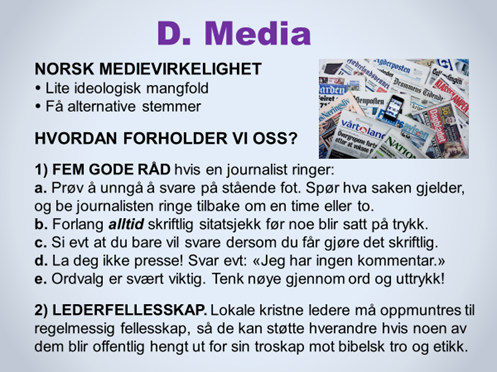 D. Media
NORSK MEDIEVIRKELIGHET
• Lite ideologisk mangfold
• Få alternative stemmer
HVORDAN FORHOLDER VI OSS?
1) FEM GODE RÅD hvis en journalist ringer:
a. Prøv å unngå å svare på stående fot. Spør hva saken gjelder,
og be journalisten ringe tilbake om en time eller to.
b. Forlang alltid skriftlig sitatsjekk før noe blir satt på trykk.
c. Si evt at du bare vil svare dersom du får gjøre det skriftlig.
d. La deg ikke presse! Svar evt: «Jeg har ingen kommentar.»
e. Ordvalg er svært viktig. Tenk nøye gjennom ord og uttrykk!
2) LEDERFELLESSKAP. Lokale kristne ledere må oppmuntres til
regelmessig fellesskap, så de kan støtte hverandre hvis noen av
dem blir offentlig hengt ut for sin troskap mot bibelsk tro og etikk.
vårt land
NATIONEN